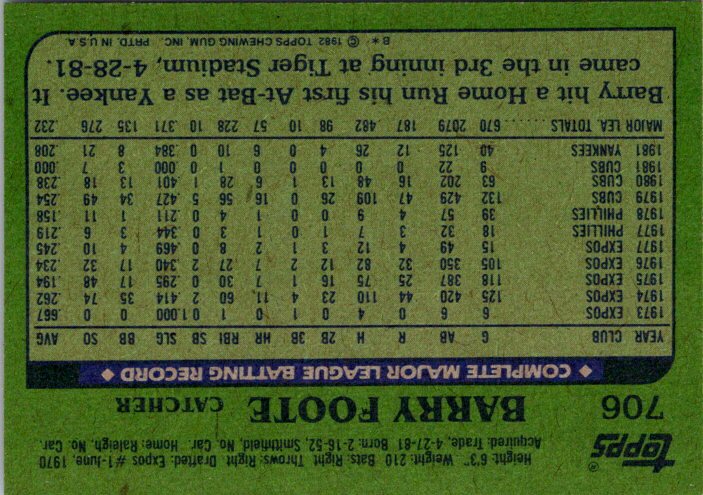 topps®
Height: 6'3" Weight: 210 Bats: Right Throws: Right Drafted: Expos #1-June, 1970
Acquired: Trade, 4-27-81 Born: 2-16-52, Smithfield, No. Car. Home: Raleigh, No. Car.
706 BARRY FOOTE CATCHER
◆ COMPLETE MAJOR LEAGUE BATTING RECORD ◆
YEAR CLUB G AB R H 2B 3B HR RBI SB SLG BB SO AVG
1973 EXPOS 6 6 0 4 0 1 0 1 0 1.000 0 0 .667
1974 EXPOS 125 420 44 110 23 4 11 60 2 .414 35 74 .262
1975 EXPOS 118 387 25 75 16 1 7 30 0 .295 17 48 .194
1976 EXPOS 105 350 32 82 12 2 7 27 2 .340 17 32 .234
1977 EXPOS 15 49 4 12 3 1 2 8 0 .469 4 10 .245
1977 PHILLIES 18 32 3 7 1 0 1 3 0 .344 3 6 .219
1978 PHILLIES 39 57 4 9 0 0 1 4 0 .211 1 11 .158
1979 CUBS 132 429 47 109 26 0 16 56 5 .427 34 49 .254
1980 CUBS 63 202 16 48 13 1 6 28 1 .401 13 18 .238
1981 CUBS 9 22 0 0 0 0 0 1 0 .000 3 7 .000
1981 YANKEES 40 125 12 26 4 0 6 10 0 .384 8 21 .208
MAJOR LEA. TOTALS ..... 670 2079 187 482 98 10 57 228 10 .371 135 276 .232
Barry hit a Home Run his first At-Bat as a Yankee. It
came in the 3rd inning at Tiger Stadium, 4-28-81.
B * © 1982 TOPPS CHEWING GUM, INC. PRTD. IN U.S.A.